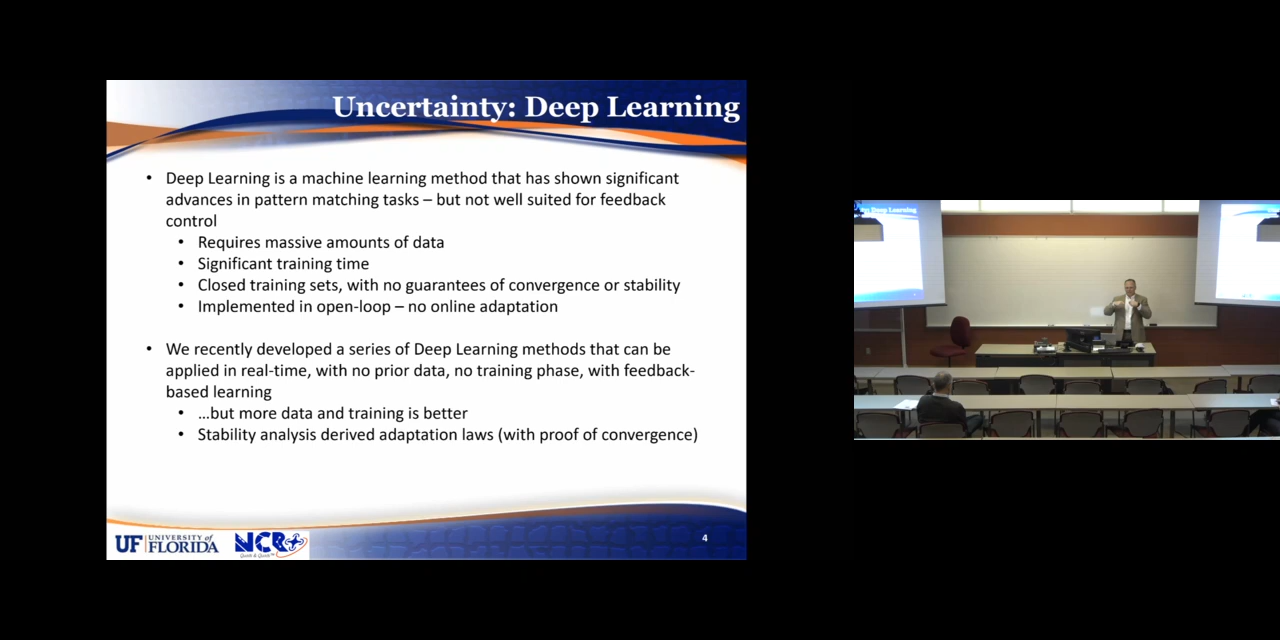 Uncertainty: Deep Learning
• Deep Learning is a machine learning method that has shown significant
advances in pattern matching tasks – but not well suited for feedback
control
• Requires massive amounts of data
• Significant training time
• Closed training sets, with no guarantees of convergence or stability
• Implemented in open-loop – no online adaptation
• We recently developed a series of Deep Learning methods that can be
applied in real-time, with no prior data, no training phase, with feedback-
based learning
• …but more data and training is better
• Stability analysis derived adaptation laws (with proof of convergence)
UF UNIVERSITY of
FLORIDA
NCR
4